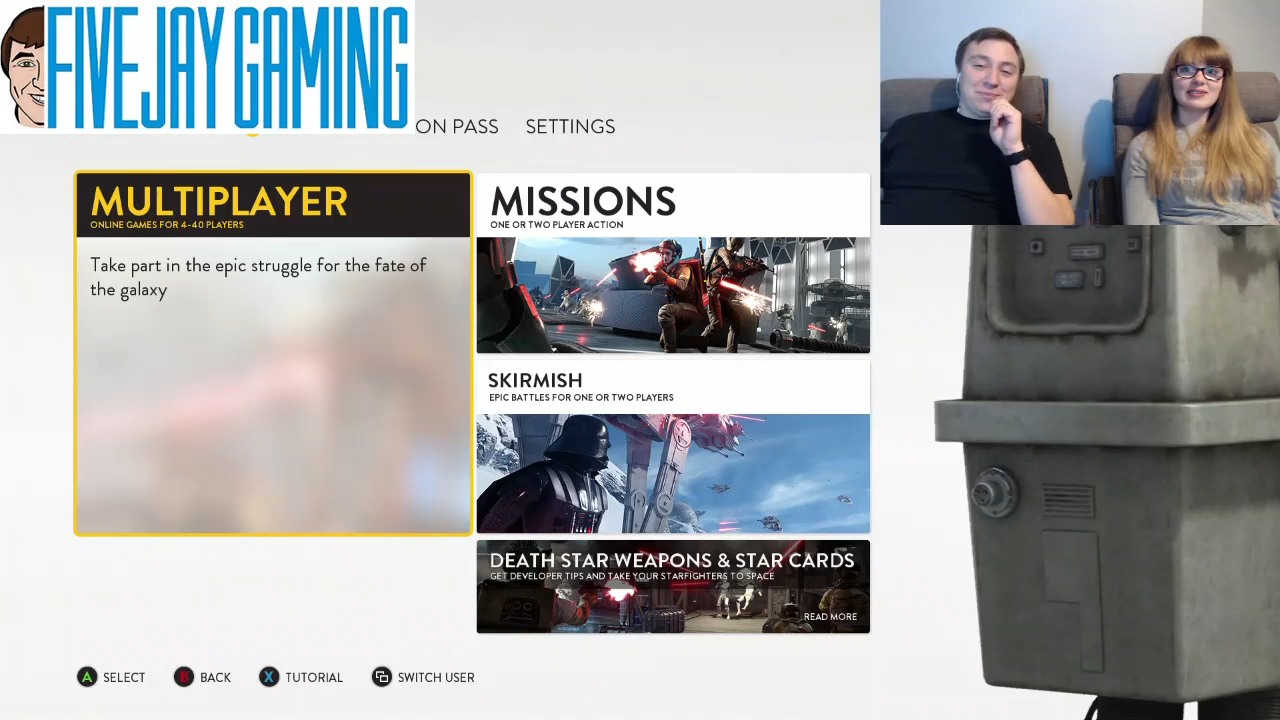 FIVEJAY GAMING
ON PASS SETTINGS
MULTIPLAYER
ONLINE GAMES FOR 4-40 PLAYERS
Take part in the epic struggle for the fate of
the galaxy
MISSIONS
ONE OR TWO PLAYER ACTION
SKIRMISH
EPIC BATTLES FOR ONE OR TWO PLAYERS
DEATH STAR WEAPONS & STAR CARDS
GET DEVELOPER TIPS AND TAKE YOUR STARFIGHTERS TO SPACE
READ MORE
A SELECT B BACK X TUTORIAL SWITCH USER